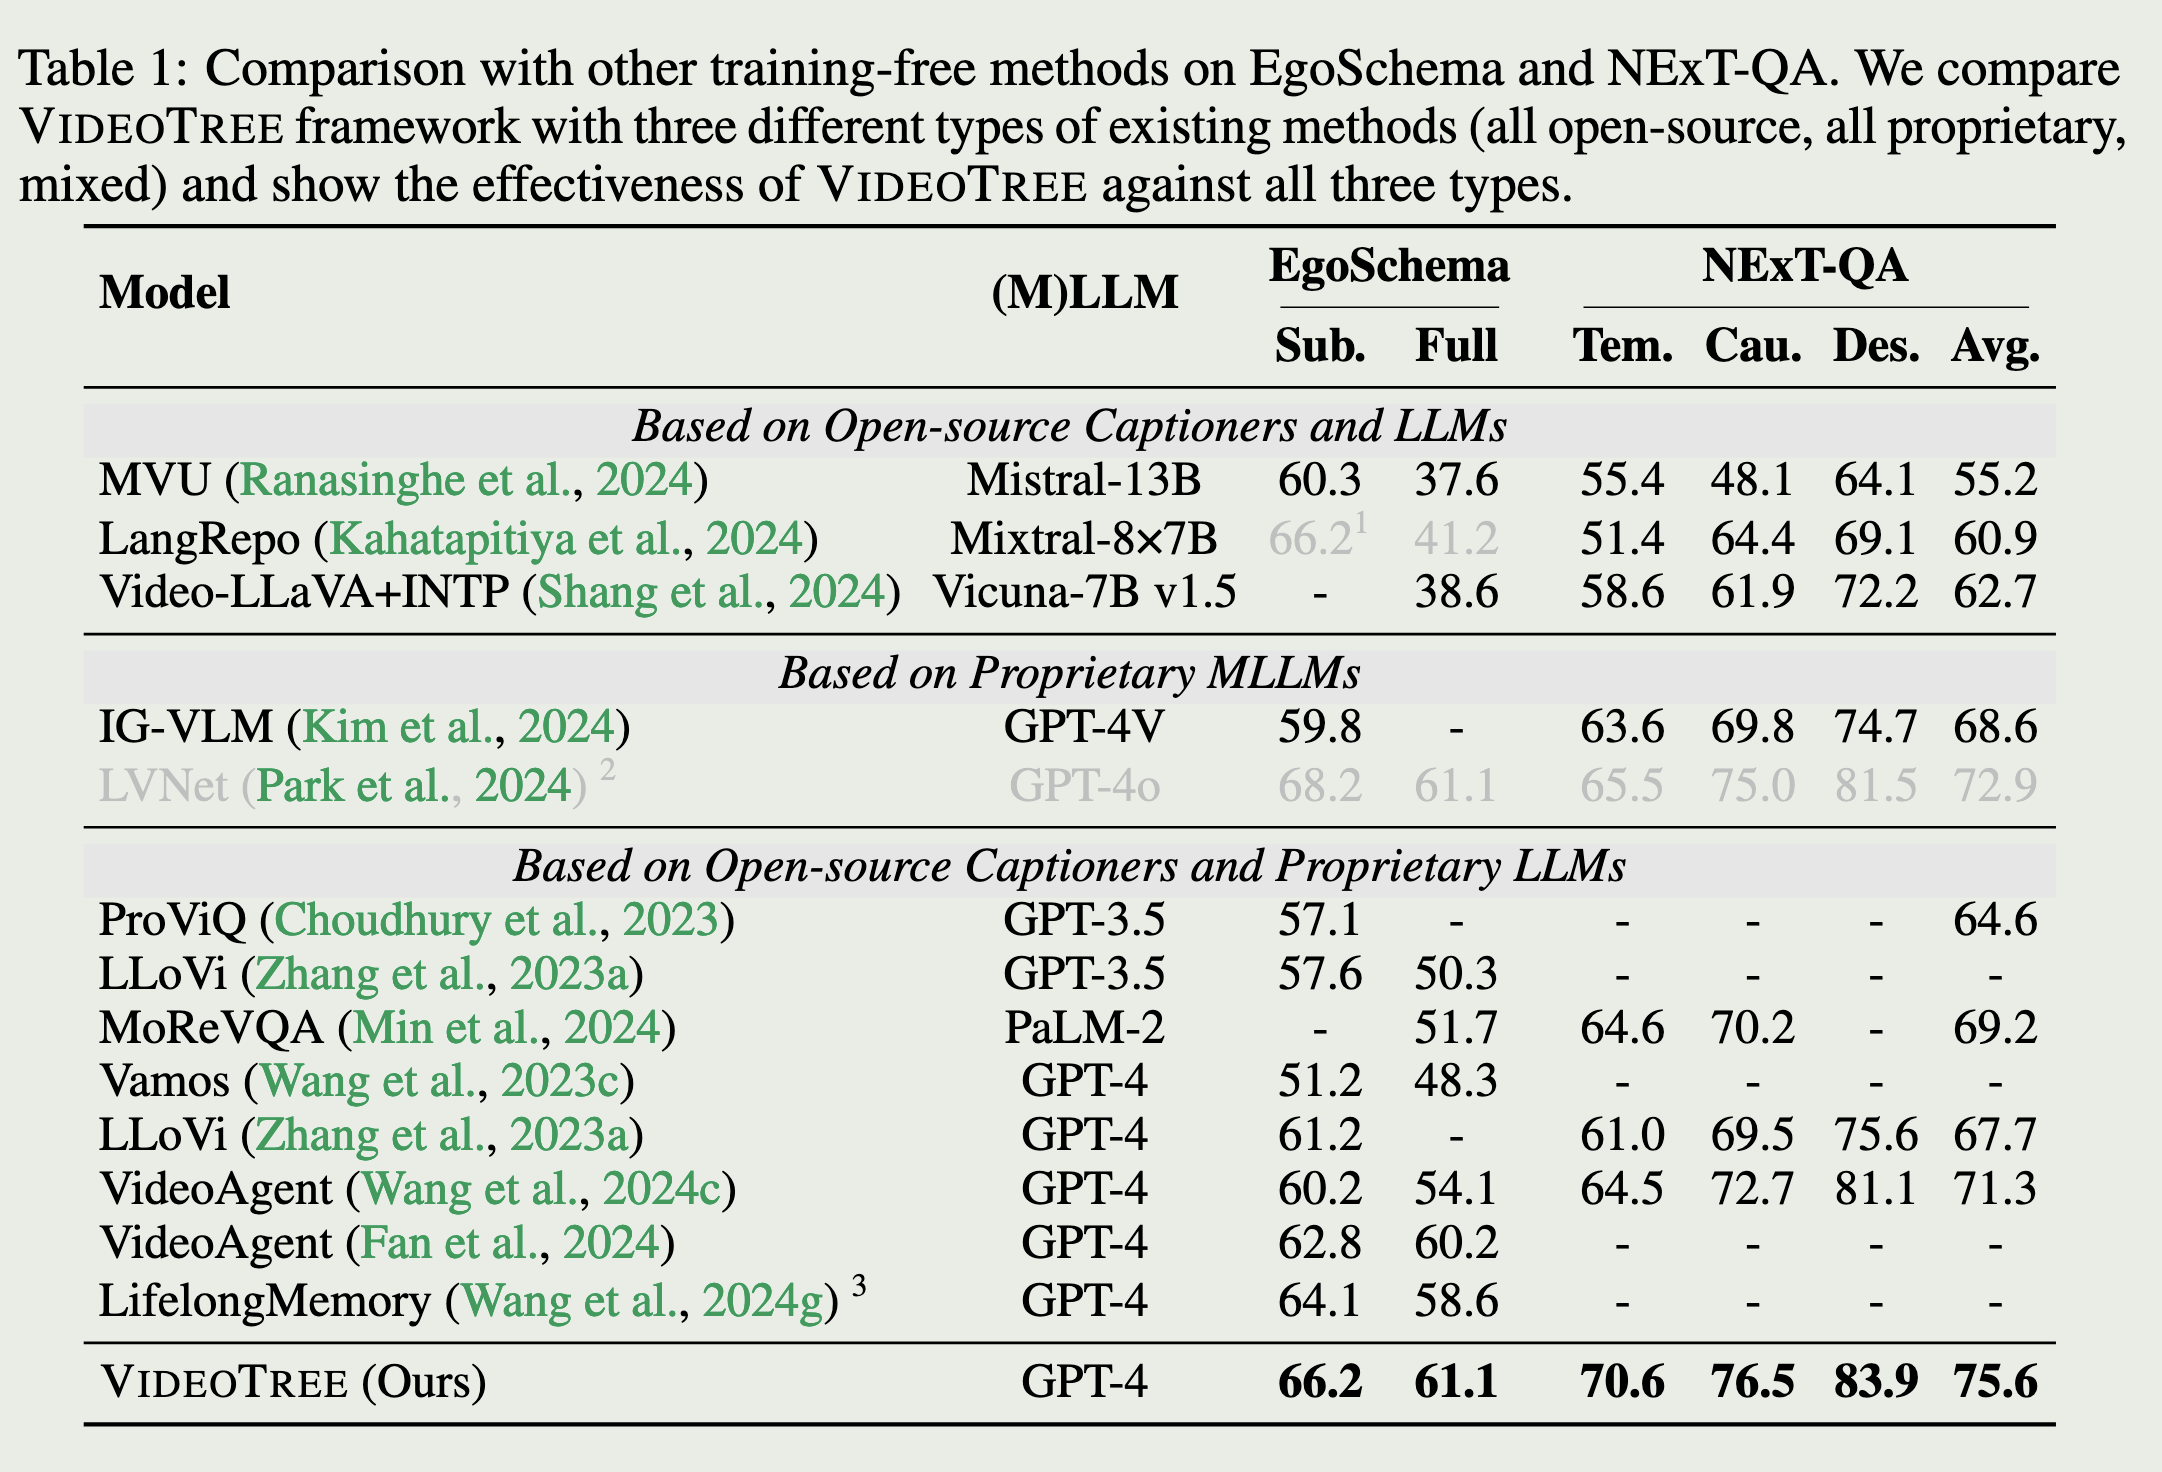 Table 1: Comparison with other training-free methods on EgoSchema and NExT-QA. We compare
VIDEOTREE framework with three different types of existing methods (all open-source, all proprietary,
mixed) and show the effectiveness of VIDEOTREE against all three types.
Model (M)LLM EgoSchema NExT-QA
Sub. Full Tem. Cau. Des. Avg.
Based on Open-source Captioners and LLMs
MVU (Ranasinghe et al., 2024) Mistral-13B 60.3 37.6 55.4 48.1 64.1 55.2
LangRepo (Kahatapitiya et al., 2024) Mixtral-8×7B 66.2¹ 41.2 51.4 64.4 69.1 60.9
Video-LLaVA+INTP (Shang et al., 2024) Vicuna-7B v1.5 - 38.6 58.6 61.9 72.2 62.7
Based on Proprietary MLLMs
IG-VLM (Kim et al., 2024) GPT-4V 59.8 - 63.6 69.8 74.7 68.6
LVNet (Park et al., 2024) ² GPT-4o 68.2 61.1 65.5 75.0 81.5 72.9
Based on Open-source Captioners and Proprietary LLMs
ProViQ (Choudhury et al., 2023) GPT-3.5 57.1 - - - - 64.6
LLoVi (Zhang et al., 2023a) GPT-3.5 57.6 50.3 - - - -
MoReVQA (Min et al., 2024) PaLM-2 - 51.7 64.6 70.2 - 69.2
Vamos (Wang et al., 2023c) GPT-4 51.2 48.3 - - - -
LLoVi (Zhang et al., 2023a) GPT-4 61.2 - 61.0 69.5 75.6 67.7
VideoAgent (Wang et al., 2024c) GPT-4 60.2 54.1 64.5 72.7 81.1 71.3
VideoAgent (Fan et al., 2024) GPT-4 62.8 60.2 - - - -
LifelongMemory (Wang et al., 2024g) ³ GPT-4 64.1 58.6 - - - -
VIDEOTREE (Ours) GPT-4 66.2 61.1 70.6 76.5 83.9 75.6